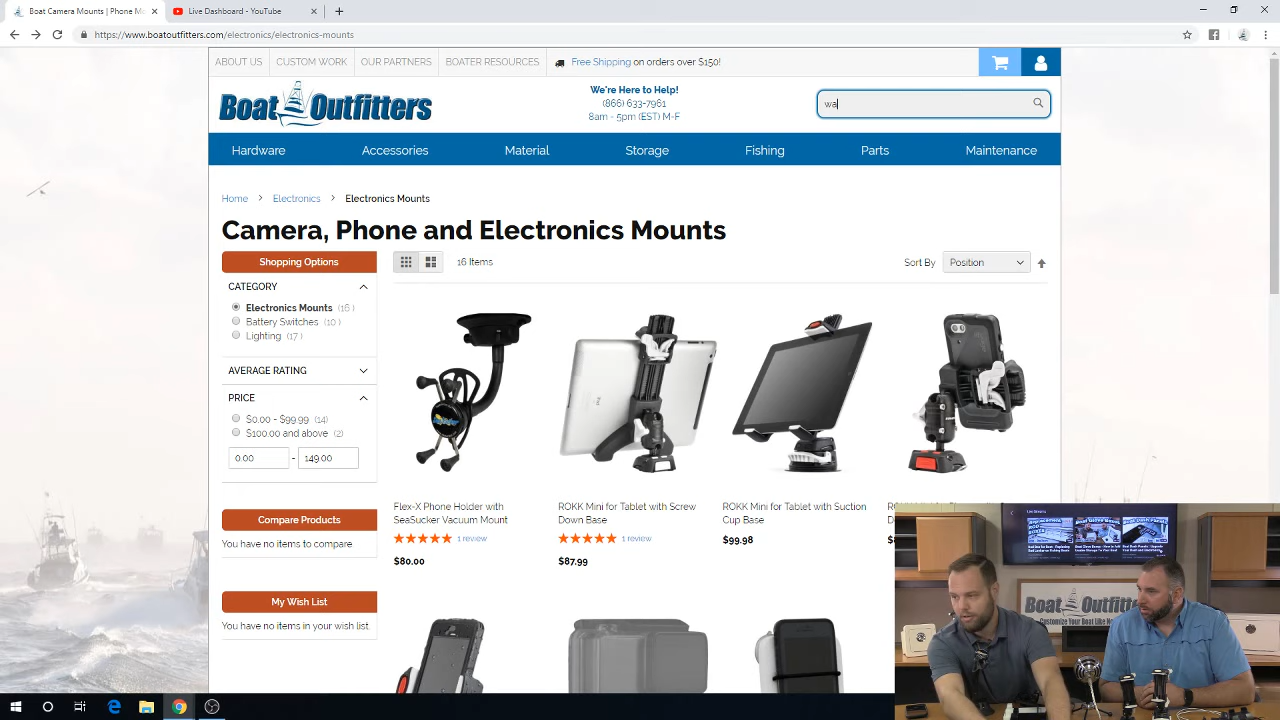 Boat Camera Mounts | Phone M
Live Dashboard - YouTube
https://www.boatoutfitters.com/electronics/electronics-mounts
ABOUT US
CUSTOM WORK
OUR PARTNERS
BOATER RESOURCES
Free Shipping on orders over $150!
Boat Outfitters
We're Here to Help!
(866) 633-7961
8am - 5pm (EST) M-F
wa
Hardware
Accessories
Material
Storage
Fishing
Parts
Maintenance
Home > Electronics > Electronics Mounts
Camera, Phone and Electronics Mounts
Shopping Options
16 Items
Sort By
Position
CATEGORY
Electronics Mounts (16)
Battery Switches (10)
Lighting (17)
AVERAGE RATING
PRICE
$0.00 - $99.99 (14)
$100.00 and above (2)
0.00 - 149.00
Compare Products
You have no items to compare.
My Wish List
You have no items in your wish list.
Flex-X Phone Holder with
SeaSucker Vacuum Mount
1 review
$80.00
ROKK Mini for Tablet with Screw
Down Base
1 review
$87.99
ROKK Mini for Tablet with Suction
Cup Base
$99.98
Boat Outfitters
Customize Your Boat Like